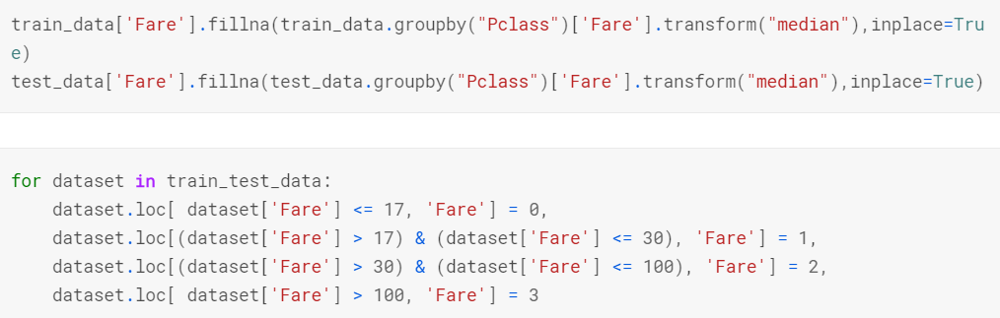 train_data['Fare'].fillna(train_data.groupby("Pclass")['Fare'].transform("median"),inplace=Tru
e)
test_data['Fare'].fillna(test_data.groupby("Pclass")['Fare'].transform("median"),inplace=True)
for dataset in train_test_data:
    dataset.loc[ dataset['Fare'] <= 17, 'Fare'] = 0,
    dataset.loc[(dataset['Fare'] > 17) & (dataset['Fare'] <= 30), 'Fare'] = 1,
    dataset.loc[(dataset['Fare'] > 30) & (dataset['Fare'] <= 100), 'Fare'] = 2,
    dataset.loc[ dataset['Fare'] > 100, 'Fare'] = 3